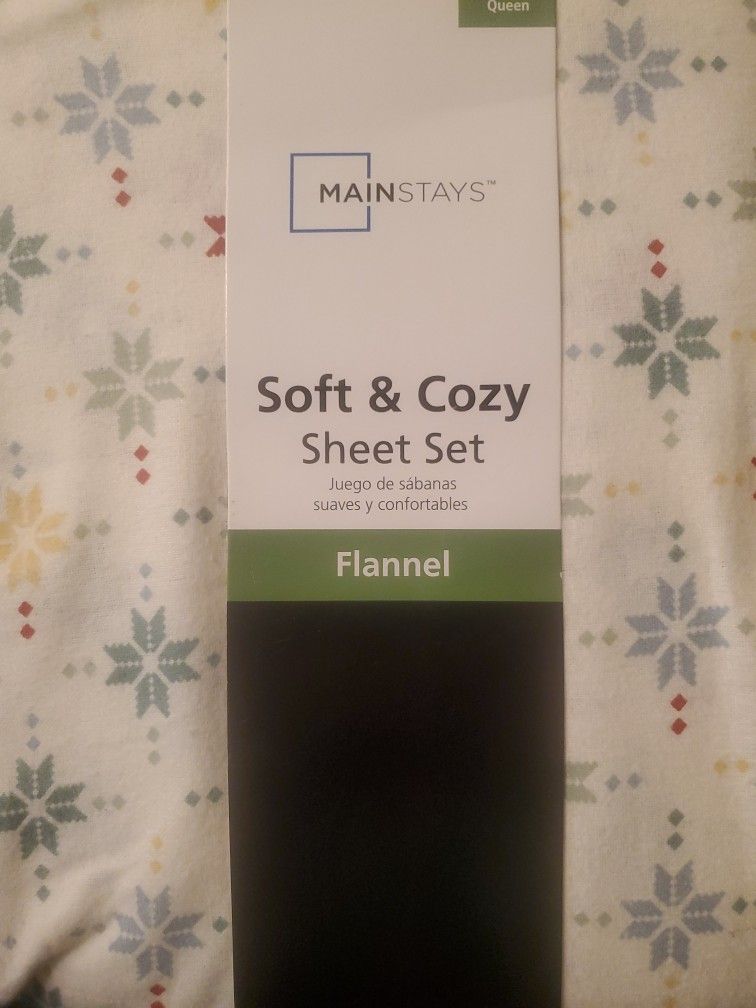 Queen
MAINSTAYS™
Soft & Cozy
Sheet Set
Juego de sábanas
suaves y confortables
Flannel